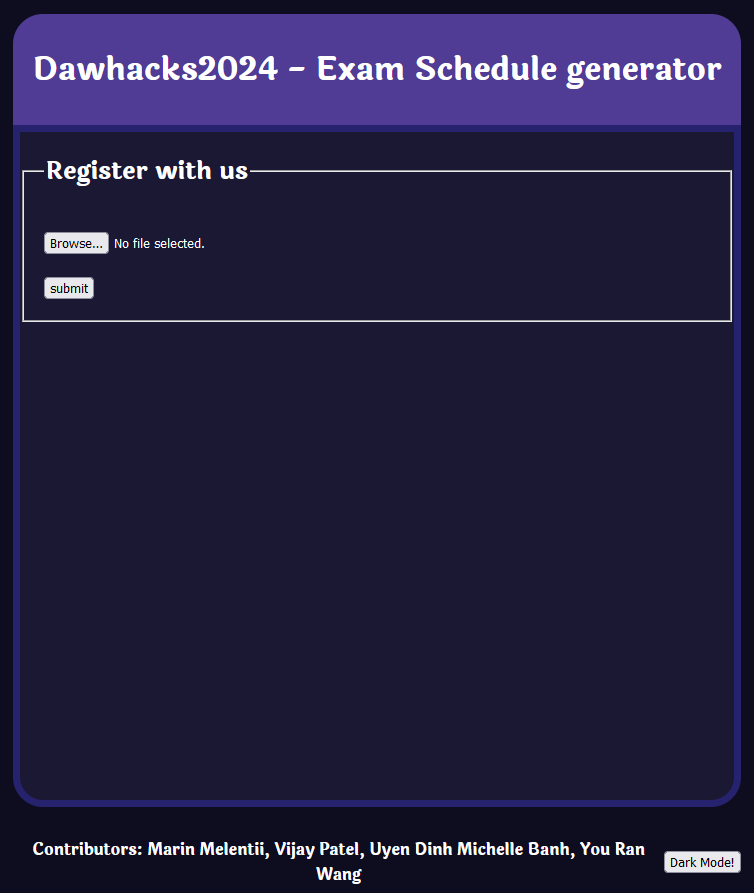 Dawhacks2024 - Exam Schedule generator
Register with us
Browse... No file selected.
submit
Contributors: Marin Melentii, Vijay Patel, Uyen Dinh Michelle Banh, You Ran
Wang
Dark Mode!